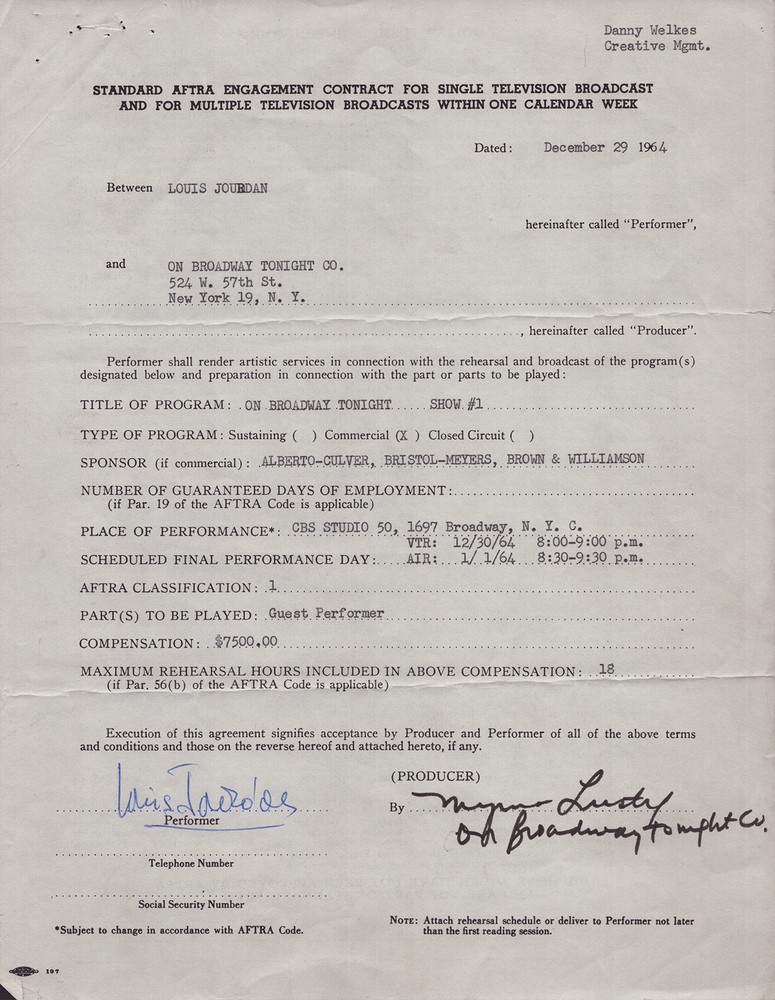 Danny Welkes
Creative Mgmt.
STANDARD AFTRA ENGAGEMENT CONTRACT FOR SINGLE TELEVISION BROADCAST
AND FOR MULTIPLE TELEVISION BROADCASTS WITHIN ONE CALENDAR WEEK
Dated: December 29 1964
Between LOUIS JOURDAN
hereinafter called "Performer",
and ON BROADWAY TONIGHT CO.
524 W. 57th St.
New York 19, N. Y.
, hereinafter called "Producer".
Performer shall render artistic services in connection with the rehearsal and broadcast of the program(s)
designated below and preparation in connection with the part or parts to be played:
TITLE OF PROGRAM: ON BROADWAY TONIGHT SHOW #1
TYPE OF PROGRAM: Sustaining ( ) Commercial (X ) Closed Circuit ( )
SPONSOR (if commercial): ALBERTO-CULVER, BRISTOL-MEYERS, BROWN & WILLIAMSON
NUMBER OF GUARANTEED DAYS OF EMPLOYMENT:
(if Par. 19 of the AFTRA Code is applicable)
PLACE OF PERFORMANCE*: CBS STUDIO 50, 1697 Broadway, N. Y. C.
VTR: 12/30/64 8:00-9:00 p.m.
SCHEDULED FINAL PERFORMANCE DAY: AIR: 1/ 1/64 8:30-9:30 p.m.
AFTRA CLASSIFICATION: 1
PART(S) TO BE PLAYED: Guest Performer
COMPENSATION: $7500.00
MAXIMUM REHEARSAL HOURS INCLUDED IN ABOVE COMPENSATION: 18
(if Par. 56(b) of the AFTRA Code is applicable)
Execution of this agreement signifies acceptance by Producer and Performer of all of the above terms
and conditions and those on the reverse hereof and attached hereto, if any.
(PRODUCER)
Louis Jourdan
By
Performer
On Broadway Tonight Co.
Telephone Number
Social Security Number
*Subject to change in accordance with AFTRA Code.
NOTE: Attach rehearsal schedule or deliver to Performer not later
than the first reading session.
197